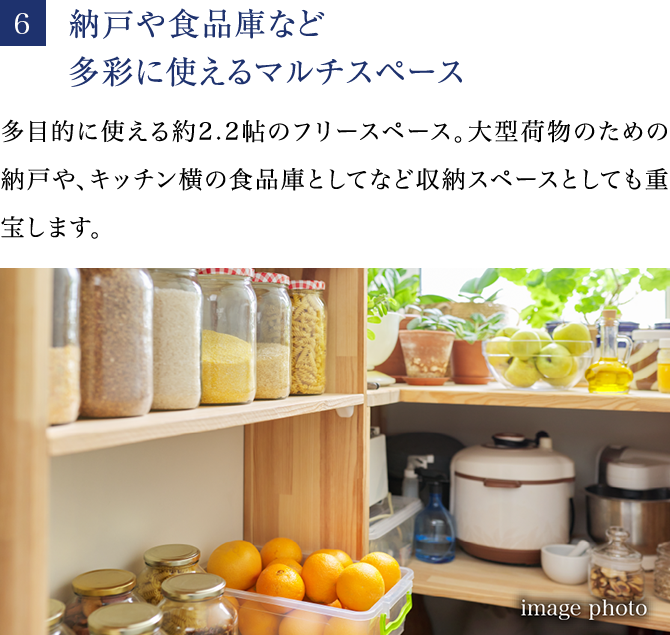 6
納戸や食品庫など
多彩に使えるマルチスペース
多目的に使える約2.2帖のフリースペース。大型荷物のための
納戸や、キッチン横の食品庫としてなど収納スペースとしても重
宝します。
image photo